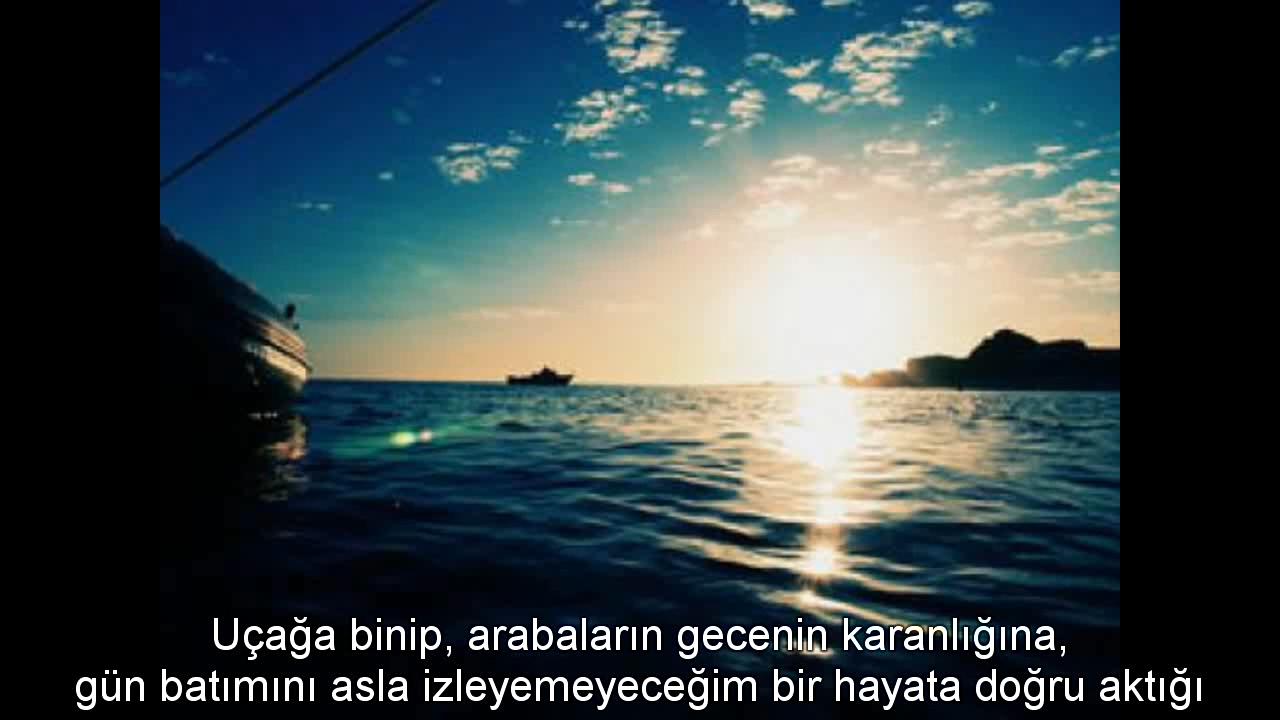 Uçağa binip, arabaların gecenin karanlığına,
gün batımını asla izleyemeyeceğim bir hayata doğru aktığı